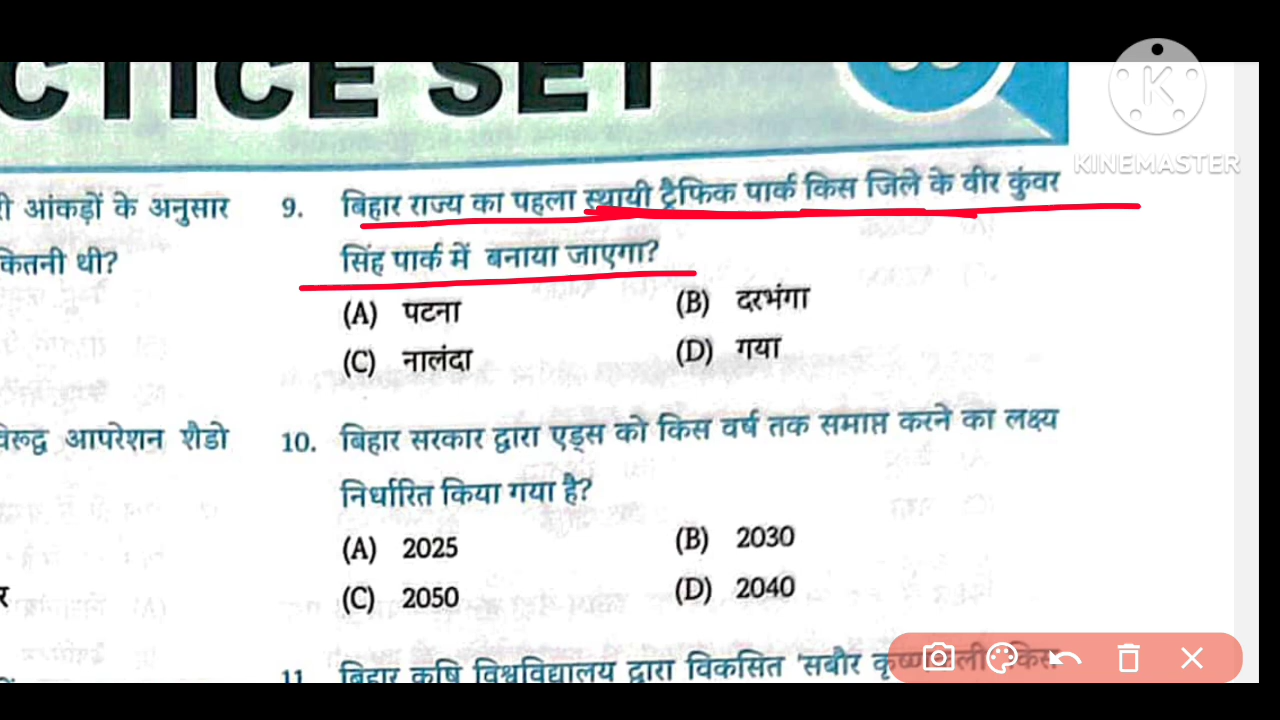 CTICE SET
KINEMASTER
री आंकड़ों के अनुसार
कितनी थी?
विरूद्ध आपरेशन शैडो
र
9. बिहार राज्य का पहला स्थायी ट्रैफिक पार्क किस जिले के वीर कुंवर
सिंह पार्क में बनाया जाएगा?
(A) पटना (B) दरभंगा
(C) नालंदा (D) गया
10. बिहार सरकार द्वारा एड्स को किस वर्ष तक समाप्त करने का लक्ष्य
निर्धारित किया गया है?
(A) 2025 (B) 2030
(C) 2050 (D) 2040
11. बिहार कृषि विश्वविद्यालय द्वारा विकसित 'सबौर किस